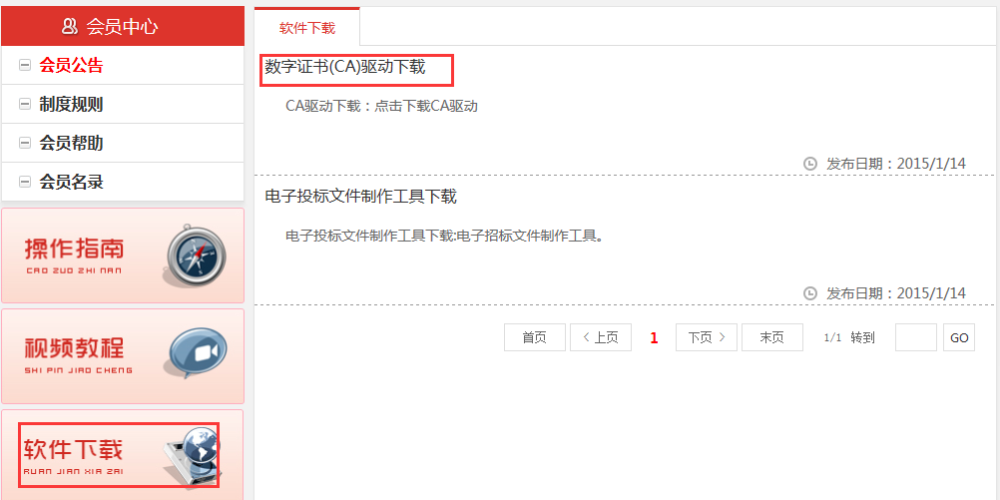 会员中心
会员公告
制度规则
会员帮助
会员名录
操作指南
CAO ZUO ZHI NAN
视频教程
SHI PIN JIAO CHENG
软件下载
RUAN JIAN XIA ZAI
软件下载
数字证书(CA)驱动下载
CA驱动下载：点击下载CA驱动
发布日期：2015/1/14
电子投标文件制作工具下载
电子投标文件制作工具下载:电子招标文件制作工具。
发布日期：2015/1/14
首页 上页 1 下页 末页 1/1 转到 GO